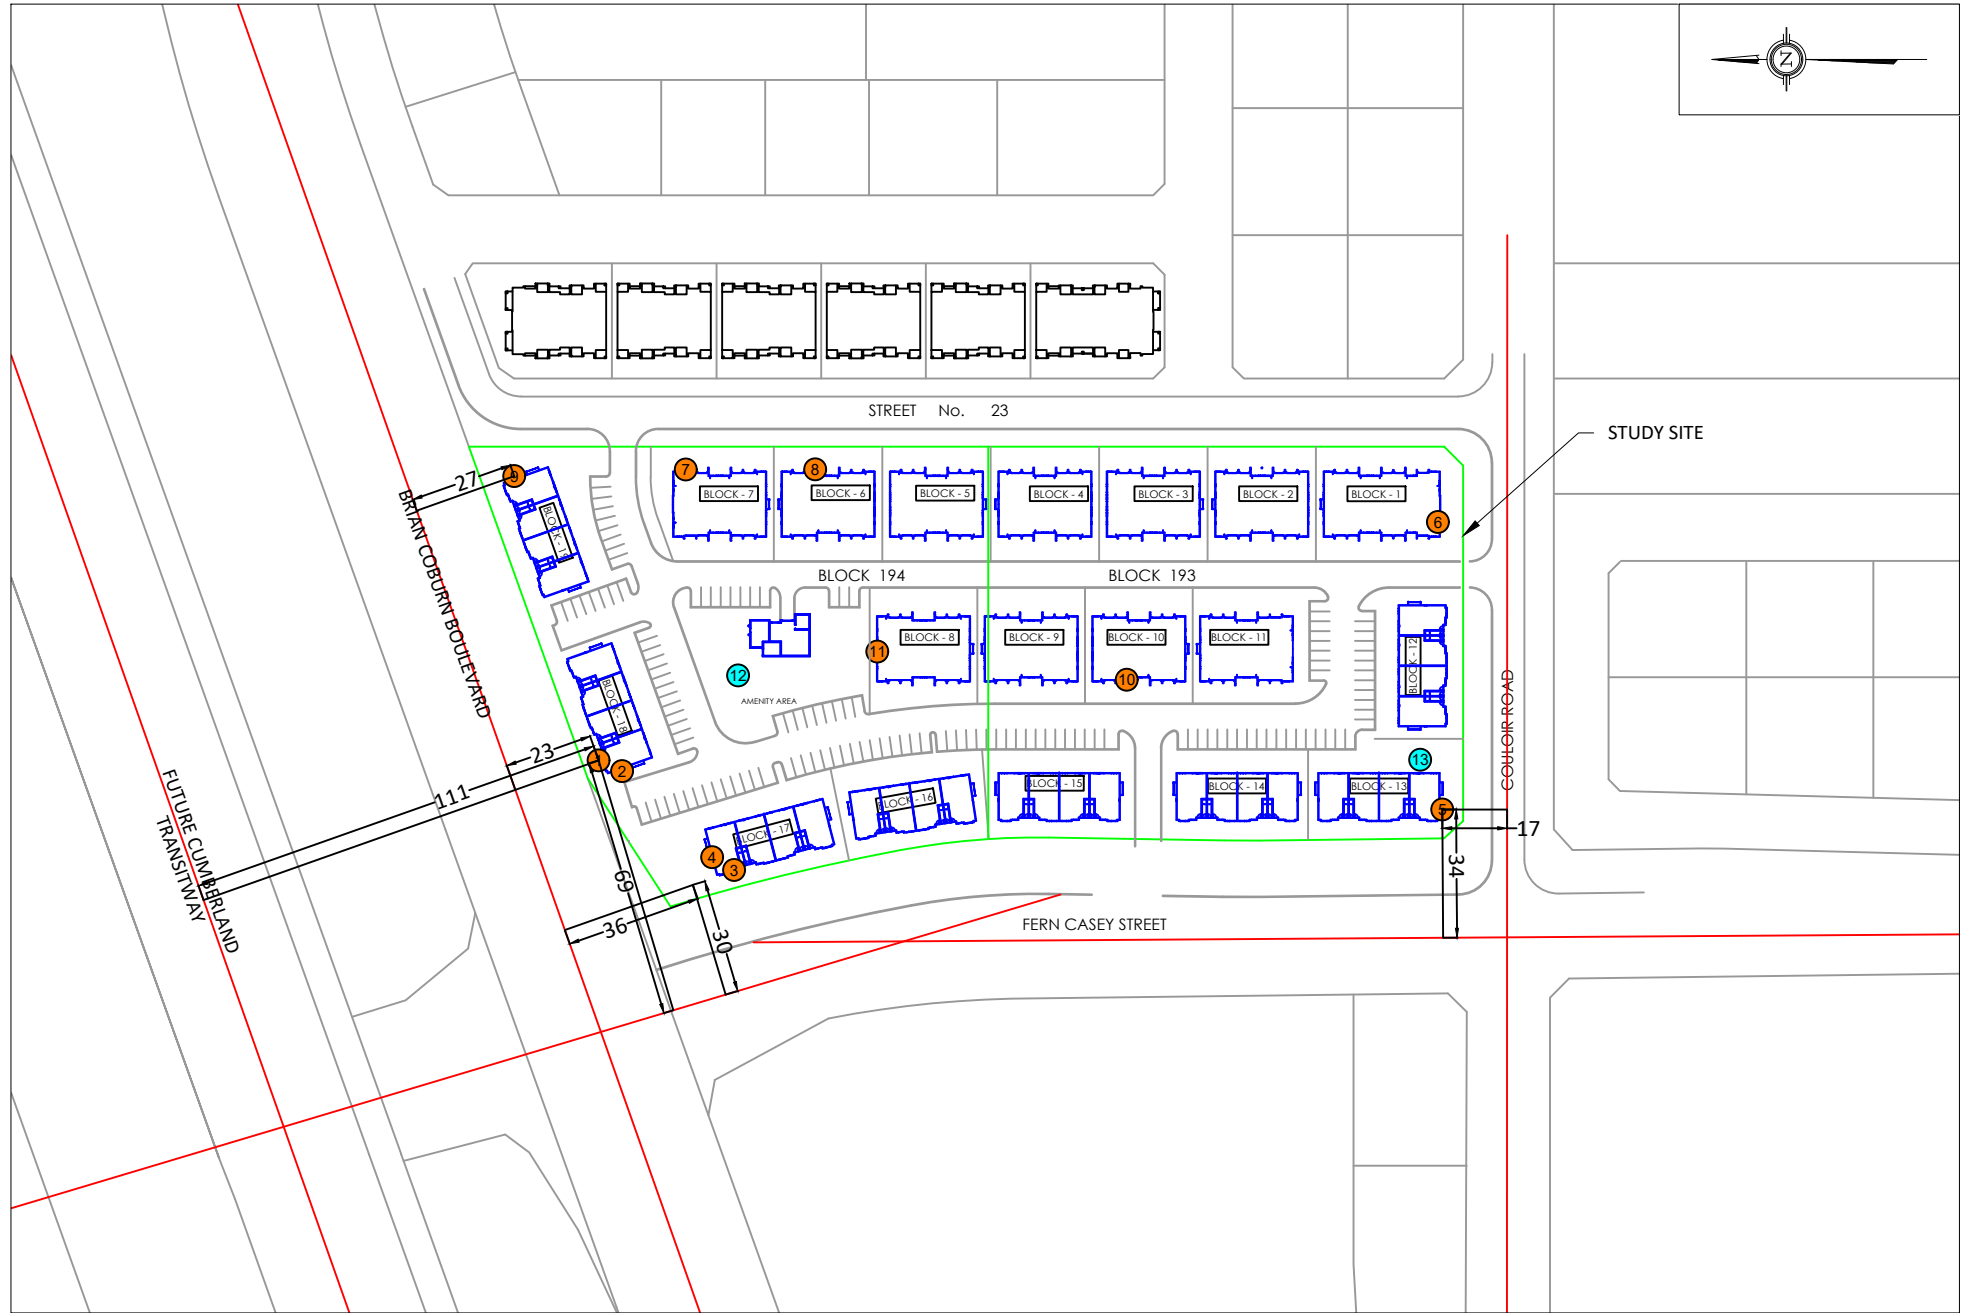 N
STREET No. 23
STUDY SITE
27
9
7
8
BLOCK - 7
BLOCK - 6
BLOCK - 5
BLOCK - 4
BLOCK - 3
BLOCK - 2
BLOCK - 1
6
BLOCK - 19
BRIAN COBURN BOULEVARD
BLOCK 194
BLOCK 193
BLOCK - 8
BLOCK - 9
BLOCK - 10
BLOCK - 11
BLOCK - 12
11
10
12
AMENITY AREA
BLOCK - 18
COULOIR ROAD
23
1
2
111
13
BLOCK - 15
BLOCK - 14
BLOCK - 13
BLOCK - 16
BLOCK - 17
5
17
34
4
3
69
FUTURE CUMBERLAND
TRANSITWAY
36
30
FERN CASEY STREET